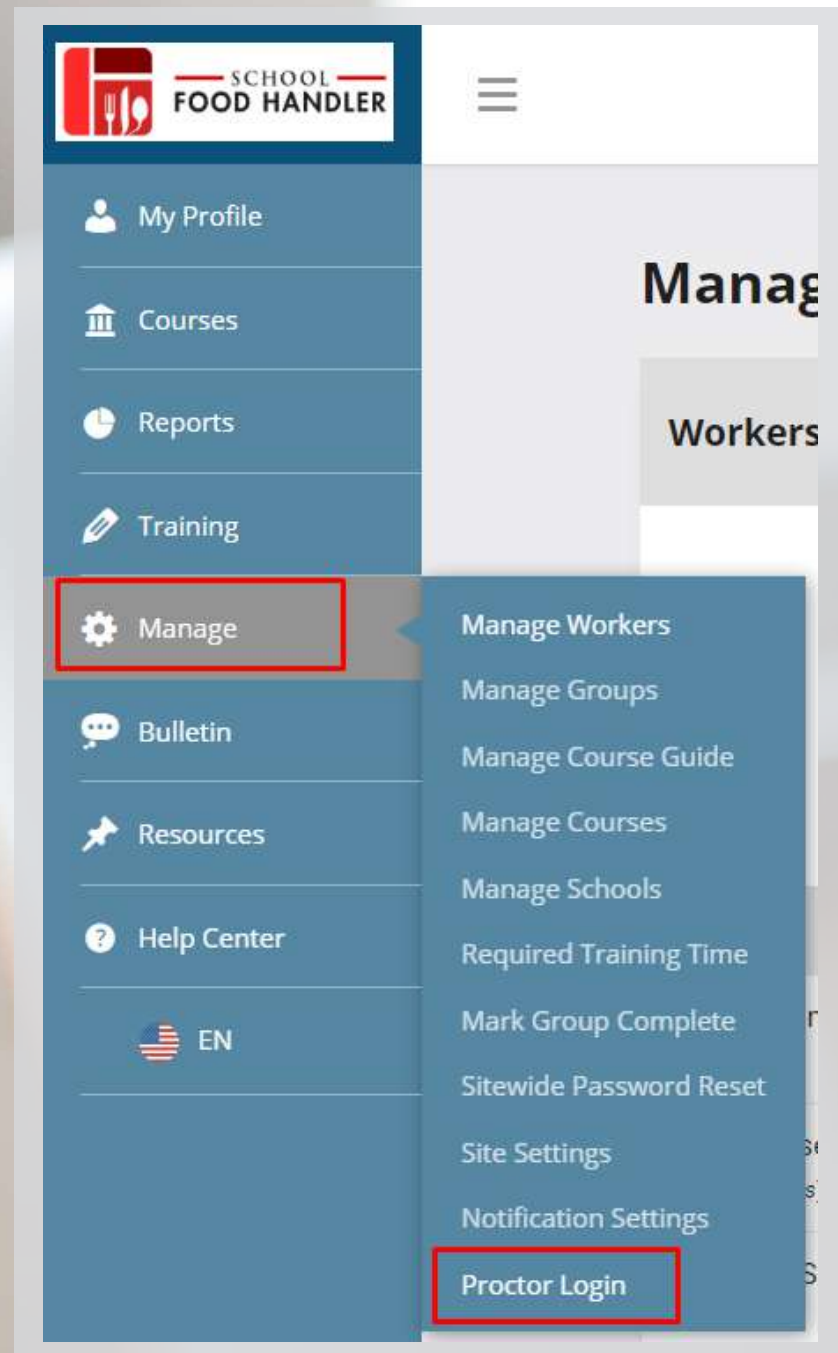 SCHOOL
FOOD HANDLER
My Profile
Courses
Reports
Training
Manage
Bulletin
Resources
Help Center
EN
Manag
Workers
Manage Workers
Manage Groups
Manage Course Guide
Manage Courses
Manage Schools
Required Training Time
Mark Group Complete
Sitewide Password Reset
Site Settings
Notification Settings
Proctor Login